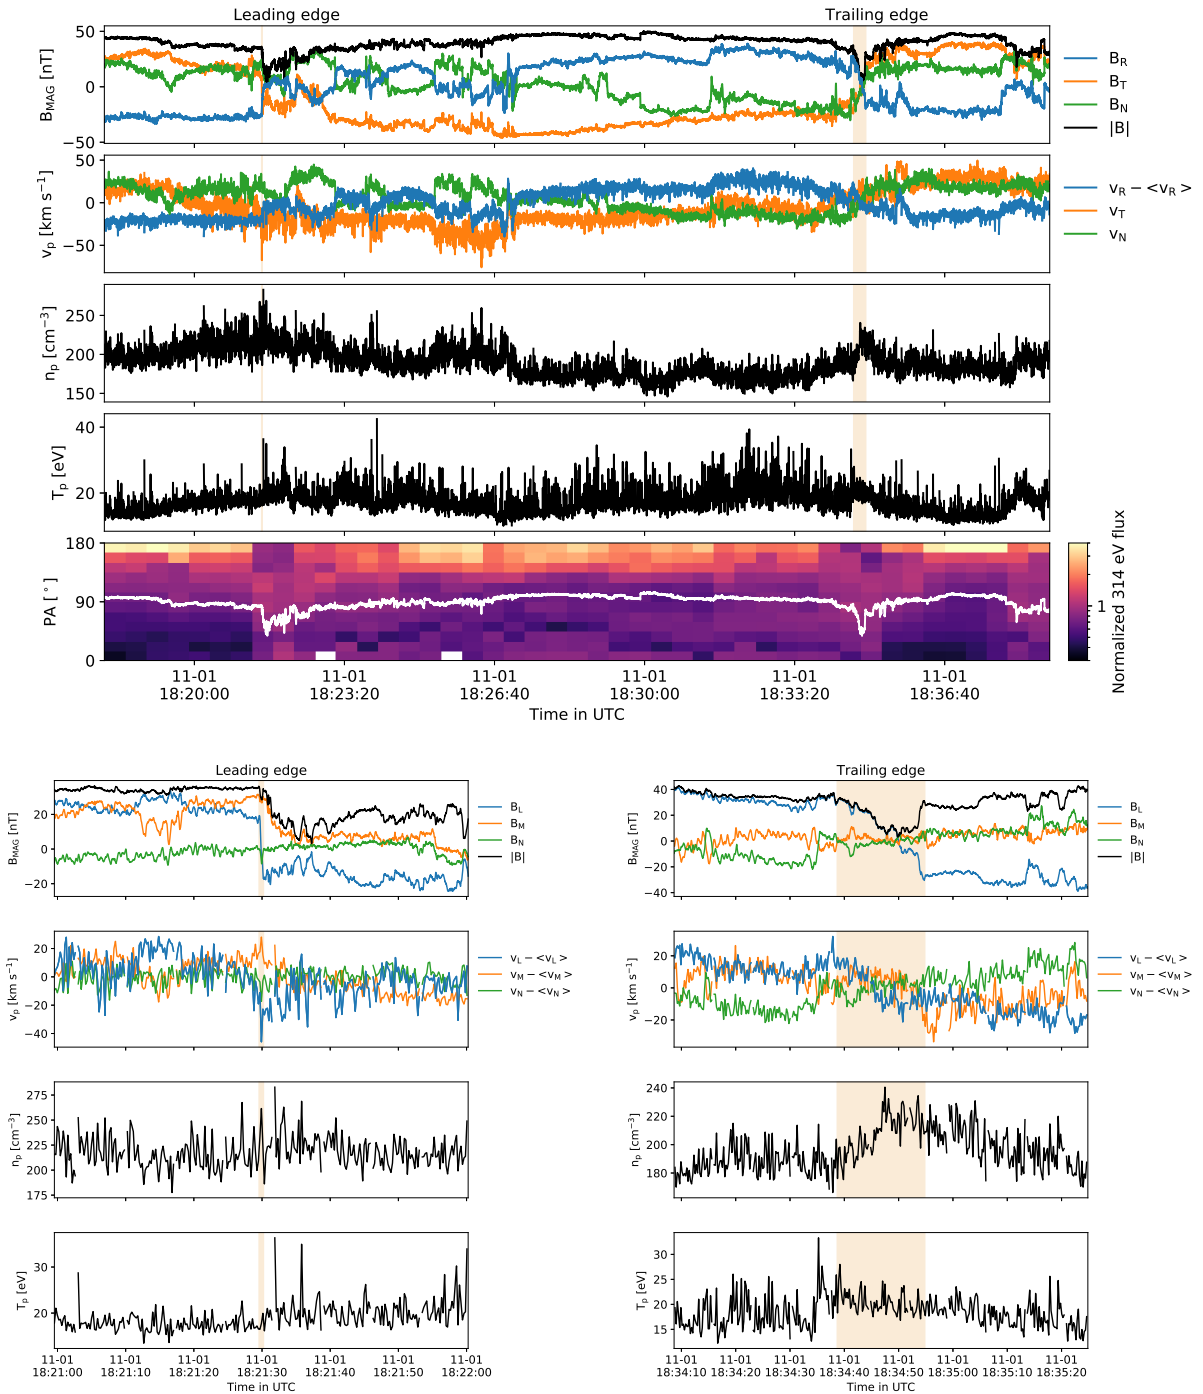 Leading edge
Trailing edge
50
0
−50
B_MAG [nT]
B_R
B_T
B_N
|B|
50
0
−50
v_p [km s⁻¹]
v_R − <v_R>
v_T
v_N
250
200
150
n_p [cm⁻³]
40
20
T_p [eV]
180
90
0
PA [ ° ]
1
Normalized 314 eV flux
11-01 11-01 11-01 11-01 11-01 11-01
18:20:00 18:23:20 18:26:40 18:30:00 18:33:20 18:36:40
Time in UTC
Leading edge
20
0
−20
B_MAG [nT]
B_L
B_M
B_N
|B|
20
0
−20
−40
v_p [km s⁻¹]
v_L − <v_L>
v_M − <v_M>
v_N − <v_N>
275
250
225
200
175
n_p [cm⁻³]
30
20
T_p [eV]
11-01 11-01 11-01 11-01 11-01 11-01 11-01
18:21:00 18:21:10 18:21:20 18:21:30 18:21:40 18:21:50 18:22:00
Time in UTC
Trailing edge
40
20
0
−20
−40
B_MAG [nT]
B_L
B_M
B_N
|B|
20
0
−20
v_p [km s⁻¹]
v_L − <v_L>
v_M − <v_M>
v_N − <v_N>
240
220
200
180
n_p [cm⁻³]
30
25
20
15
T_p [eV]
11-01 11-01 11-01 11-01 11-01 11-01 11-01 11-01
18:34:10 18:34:20 18:34:30 18:34:40 18:34:50 18:35:00 18:35:10 18:35:20
Time in UTC